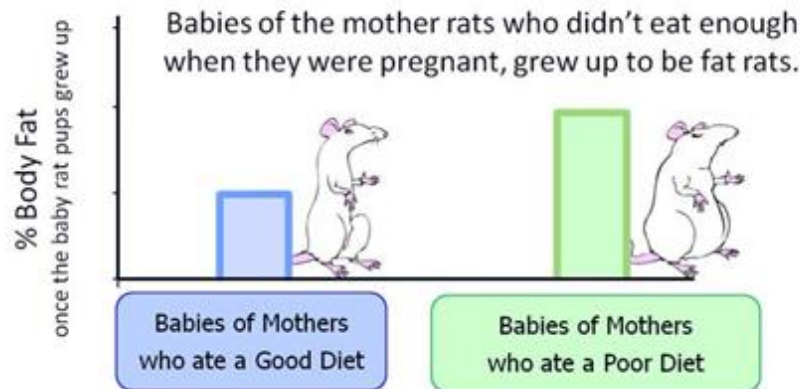 Babies of the mother rats who didn't eat enough
when they were pregnant, grew up to be fat rats.
% Body Fat
once the baby rat pups grew up
Babies of Mothers
who ate a Good Diet
Babies of Mothers
who ate a Poor Diet